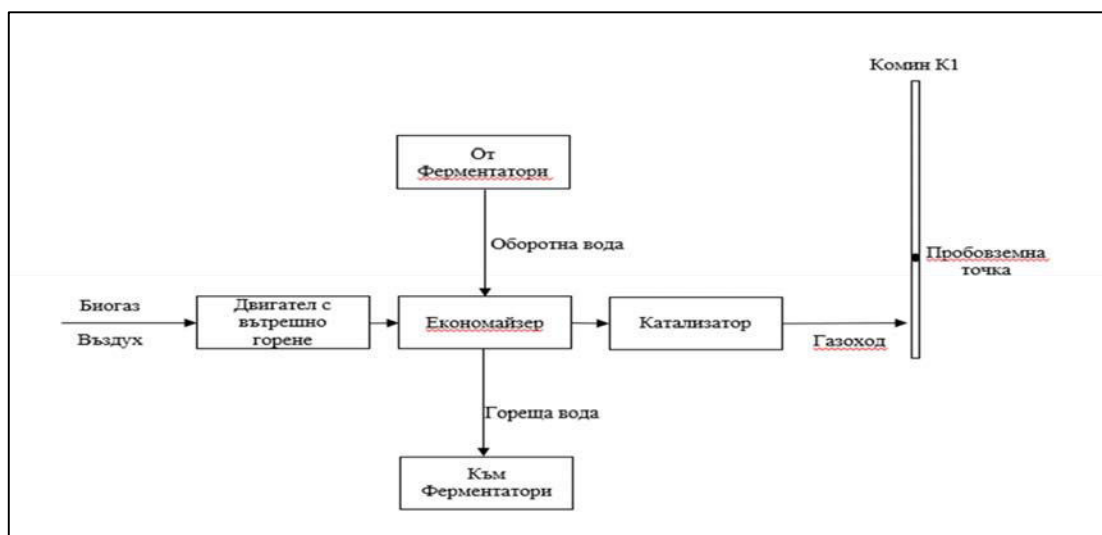 Комин К1
От
Ферментатори
Оборотна вода
Пробовземна
точка
Биогаз
Въздух
Двигател с
вътрешно
горене
Економайзер
Катализатор
Газоход
Гореща вода
Към
Ферментатори